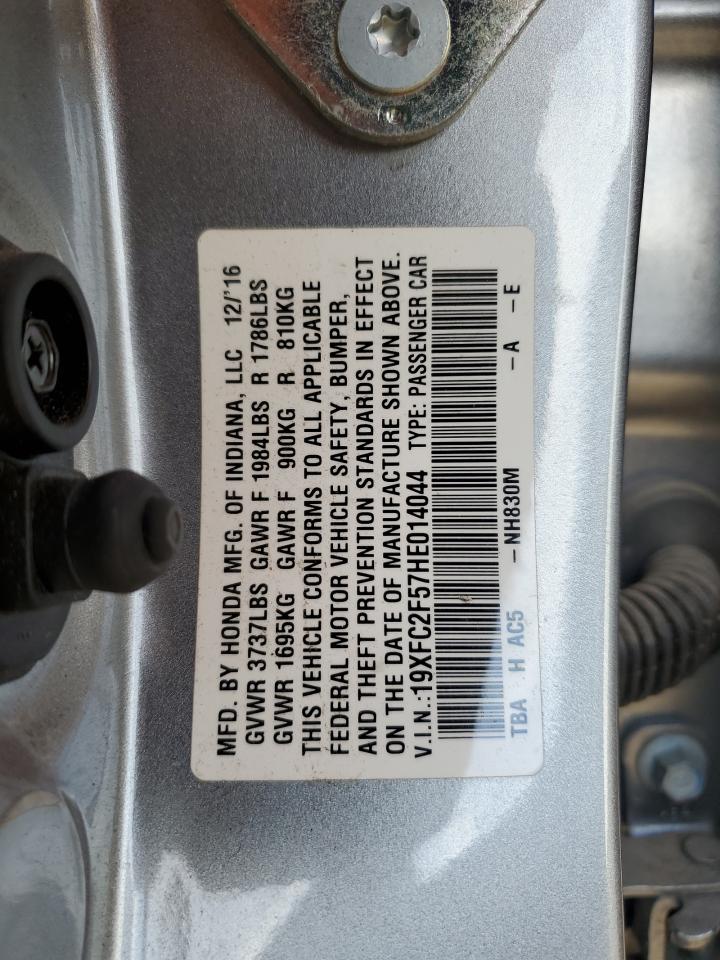 MFD. BY HONDA MFG. OF INDIANA, LLC 12/'16
GVWR 3737LBS GAWR F 1984LBS R 1786LBS
GVWR 1695KG GAWR F 900KG R 810KG
THIS VEHICLE CONFORMS TO ALL APPLICABLE
FEDERAL MOTOR VEHICLE SAFETY, BUMPER,
AND THEFT PREVENTION STANDARDS IN EFFECT
ON THE DATE OF MANUFACTURE SHOWN ABOVE.
V.I.N.:19XFC2F57HE014044 TYPE: PASSENGER CAR
TBA H AC5 – NH830M – A – E